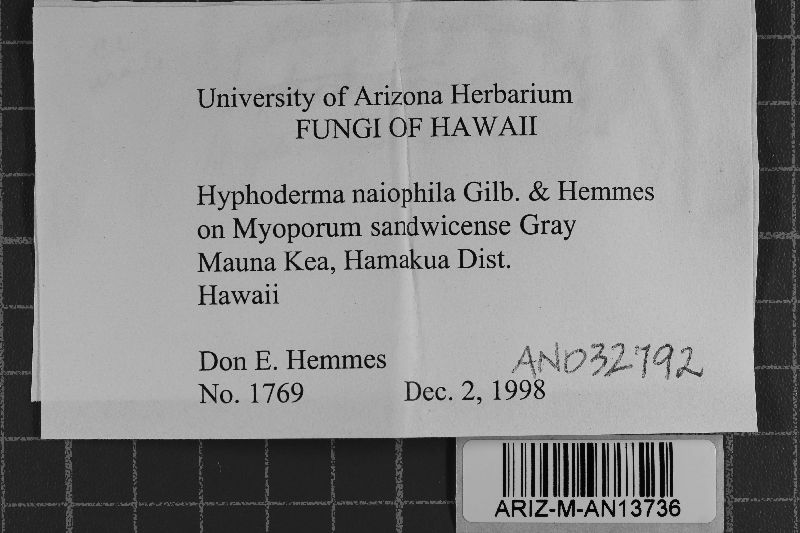 University of Arizona Herbarium
FUNGI OF HAWAII
Hyphoderma naiophila Gilb. & Hemmes
on Myoporum sandwicense Gray
Mauna Kea, Hamakua Dist.
Hawaii
Don E. Hemmes
AN032792
No. 1769 Dec. 2, 1998
ARIZ-M-AN13736